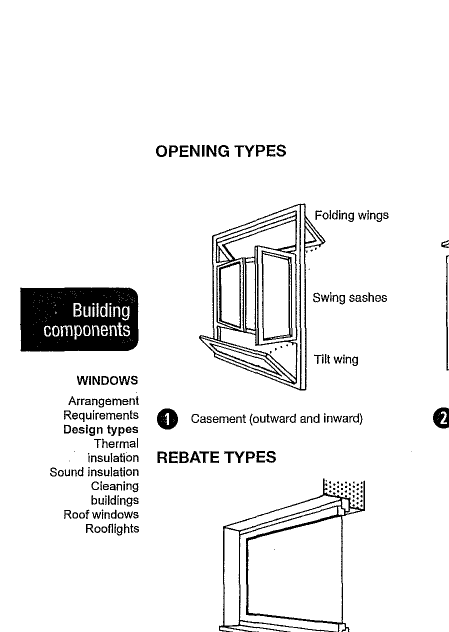 OPENING TYPES
Folding wings
Swing sashes
Tilt wing
Building
components
WINDOWS
Arrangement
Requirements
Design types
Thermal
insulation
Sound insulation
Cleaning
buildings
Roof windows
Rooflights
1 Casement (outward and inward)
2
REBATE TYPES